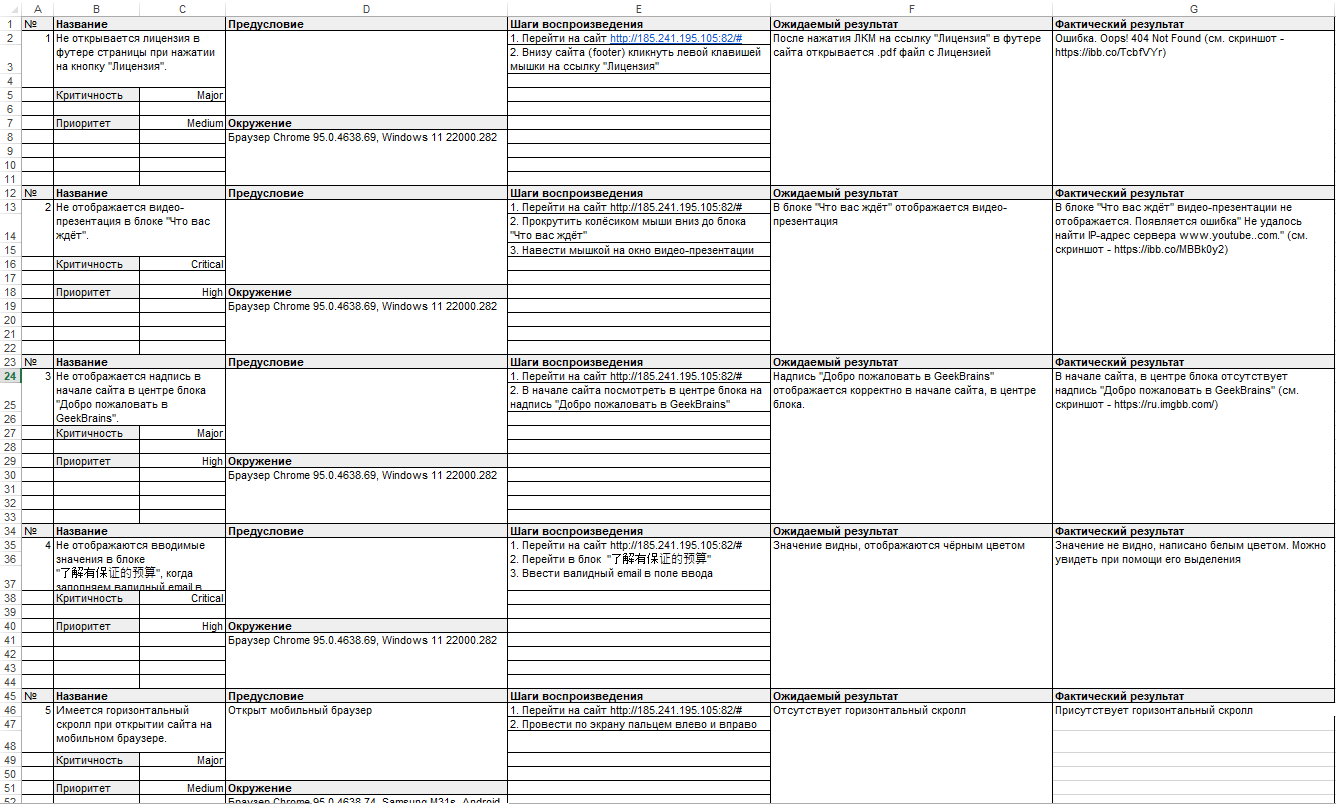 A B C D E F G
1 № Название Предусловие Шаги воспроизведения Ожидаемый результат Фактический результат
2 1 Не открывается лицензия в 1. Перейти на сайт http://185.241.195.105:82/# После нажатия ЛКМ на ссылку "Лицензия" в футере Ошибка. Oops! 404 Not Found (см. скриншот -
футере страницы при нажатии 2. Внизу сайта (footer) кликнуть левой клавишей сайта открывается .pdf файл с Лицензией https://ibb.co/TcbfVYr)
3 на кнопку "Лицензия". мышки на ссылку "Лицензия"
4
5 Критичность Major
6
7 Приоритет Medium Окружение
8 Браузер Chrome 95.0.4638.69, Windows 11 22000.282
9
10
11
12 № Название Предусловие Шаги воспроизведения Ожидаемый результат Фактический результат
13 2 Не отображается видео- 1. Перейти на сайт http://185.241.195.105:82/# В блоке "Что вас ждёт" отображается видео- В блоке "Что вас ждёт" видео-презентации не
презентация в блоке "Что вас 2. Прокрутить колёсиком мыши вниз до блока презентация отображается. Появляется ошибка" Не удалось
14 ждёт". "Что вас ждёт" найти IP-адрес сервера www.youtube..com." (см.
15 3. Навести мышкой на окно видео-презентации скриншот - https://ibb.co/MBBk0y2)
16 Критичность Critical
17
18 Приоритет High Окружение
19 Браузер Chrome 95.0.4638.69, Windows 11 22000.282
20
21
22
23 № Название Предусловие Шаги воспроизведения Ожидаемый результат Фактический результат
24 3 Не отображается надпись в 1. Перейти на сайт http://185.241.195.105:82/# Надпись "Добро пожаловать в GeekBrains" В начале сайта, в центре блока отсутствует
начале сайта в центре блока 2. В начале сайта посмотреть в центре блока на отображается корректно в начале сайта, в центре надпись "Добро пожаловать в GeekBrains" (см.
25 "Добро пожаловать в надпись "Добро пожаловать в GeekBrains" блока. скриншот - https://ru.imgbb.com/)
26 GeekBrains".
27 Критичность Major
28
29 Приоритет High Окружение
30 Браузер Chrome 95.0.4638.69, Windows 11 22000.282
31
32
33
34 № Название Предусловие Шаги воспроизведения Ожидаемый результат Фактический результат
35 4 Не отображаются вводимые 1. Перейти на сайт http://185.241.195.105:82/# Значение видны, отображаются чёрным цветом Значение не видно, написано белым цветом. Можно
36 значения в блоке 2. Перейти в блок "了解有保证的预算" увидеть при помощи его выделения
37 "了解有保证的预算", когда 3. Ввести валидный email в поле ввода
заполняем валидный email в
38 Критичность Critical
39
40 Приоритет High Окружение
41 Браузер Chrome 95.0.4638.69, Windows 11 22000.282
42
43
44
45 № Название Предусловие Шаги воспроизведения Ожидаемый результат Фактический результат
46 5 Имеется горизонтальный Открыт мобильный браузер 1. Перейти на сайт http://185.241.195.105:82/# Отсутствует горизонтальный скролл Присутствует горизонтальный скролл
47 скролл при открытии сайта на 2. Провести по экрану пальцем влево и вправо
48 мобильном браузере.
49 Критичность Major
50
51 Приоритет Medium Окружение
52 Браузер Chrome 95.0.4638.74, Samsung M31s, Android